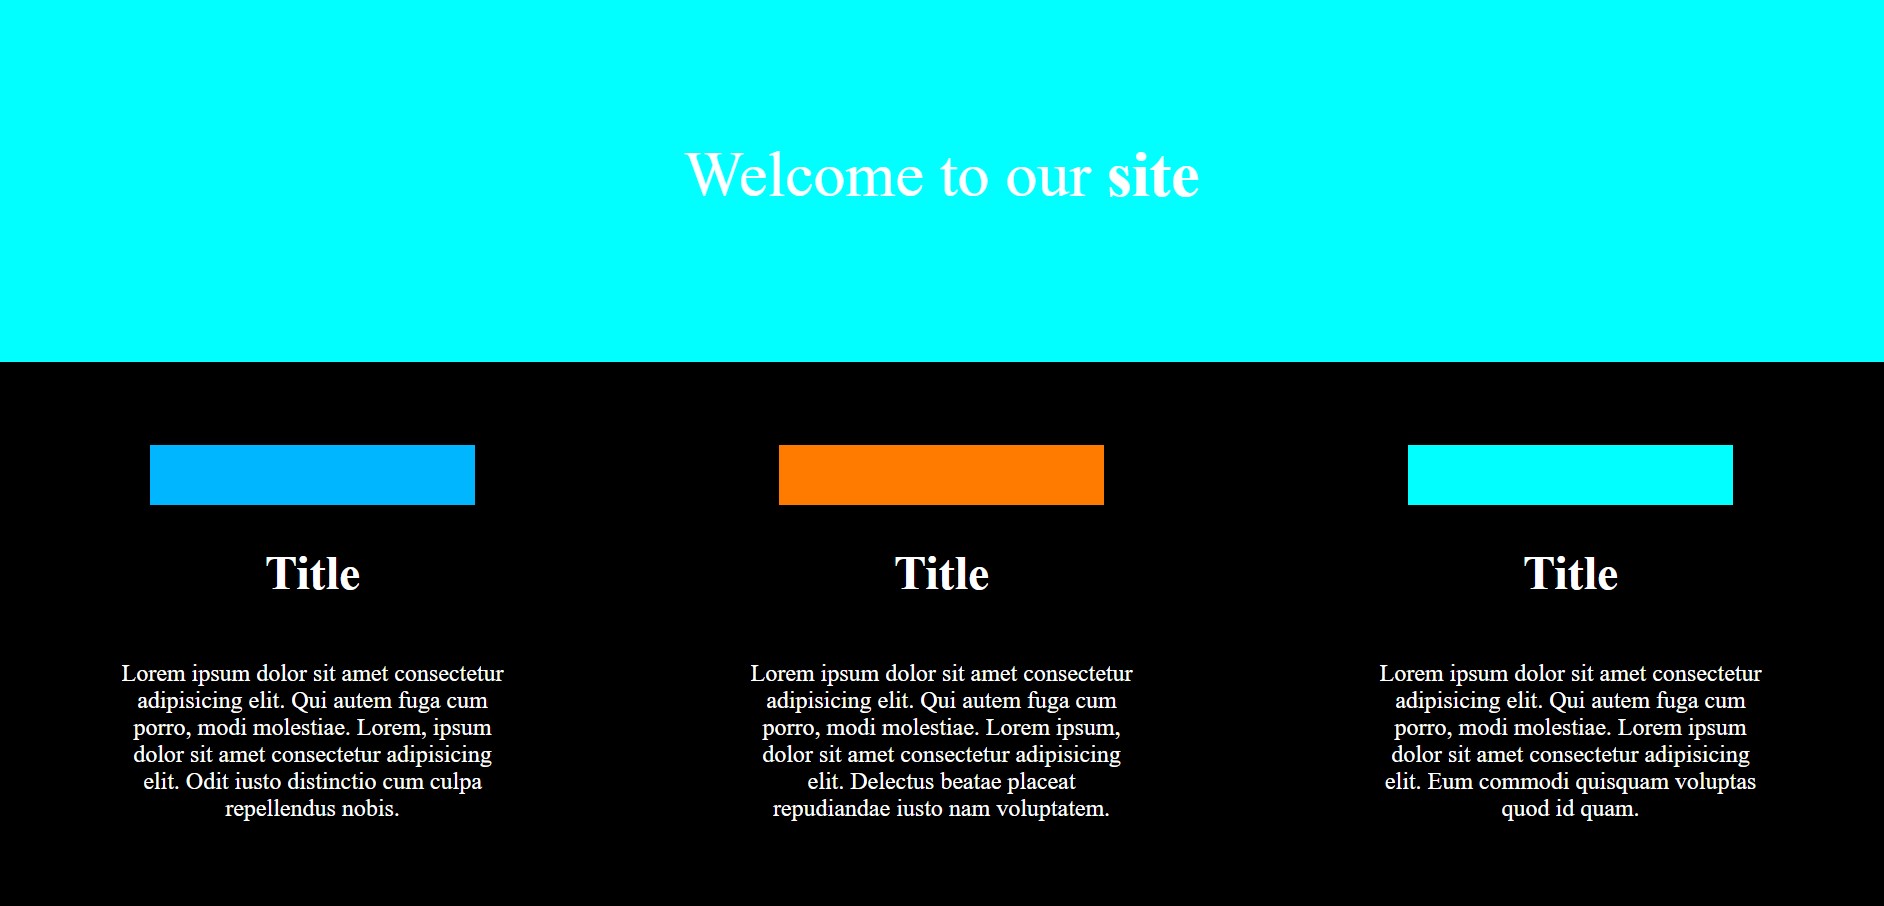 Welcome to our site
Title
Lorem ipsum dolor sit amet consectetur
adipisicing elit. Qui autem fuga cum
porro, modi molestiae. Lorem, ipsum
dolor sit amet consectetur adipisicing
elit. Odit iusto distinctio cum culpa
repellendus nobis.
Title
Lorem ipsum dolor sit amet consectetur
adipisicing elit. Qui autem fuga cum
porro, modi molestiae. Lorem ipsum,
dolor sit amet consectetur adipisicing
elit. Delectus beatae placeat
repudiandae iusto nam voluptatem.
Title
Lorem ipsum dolor sit amet consectetur
adipisicing elit. Qui autem fuga cum
porro, modi molestiae. Lorem ipsum
dolor sit amet consectetur adipisicing
elit. Eum commodi quisquam voluptas
quod id quam.